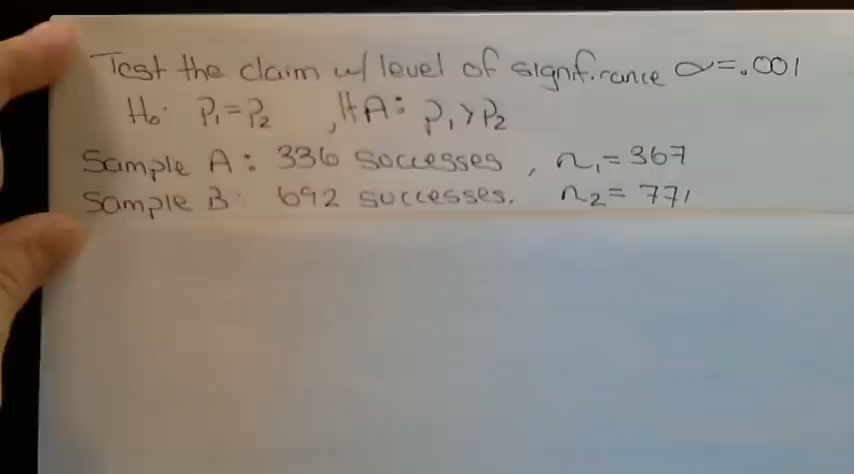 Test the claim w/ level of significance α=.001
H₀: P₁=P₂ , HA: P₁>P₂
Sample A: 336 successes, n₁=367
Sample B: 692 successes. n₂=771